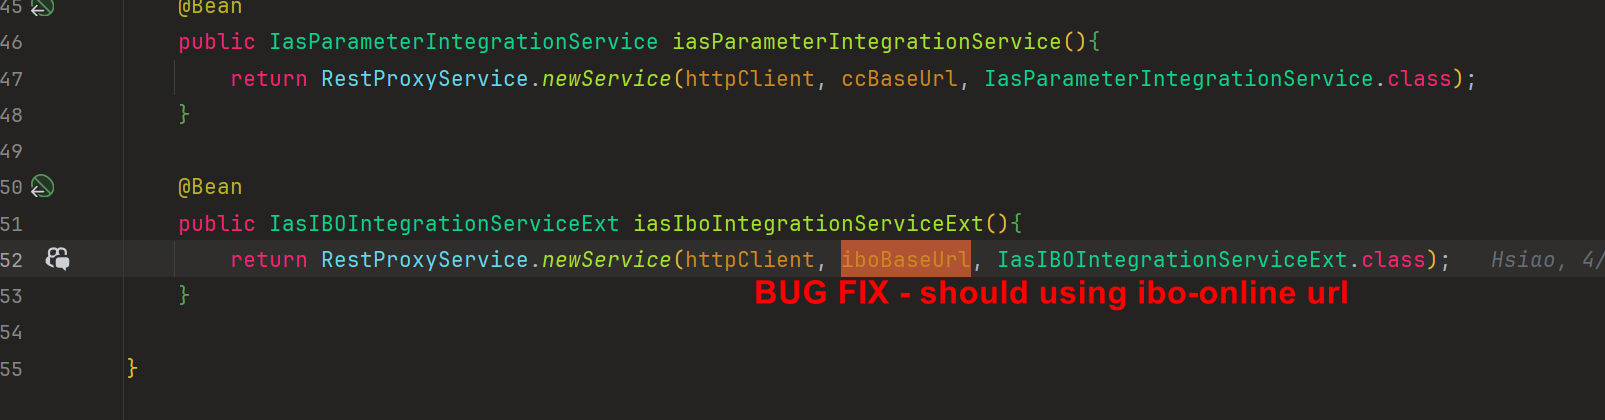 45 @Bean
46 public IasParameterIntegrationService iasParameterIntegrationService(){
47 return RestProxyService.newService(httpClient, ccBaseUrl, IasParameterIntegrationService.class);
48 }
49
50 @Bean
51 public IasIBOIntegrationServiceExt iasIboIntegrationServiceExt(){
52 return RestProxyService.newService(httpClient, iboBaseUrl, IasIBOIntegrationServiceExt.class); Hsiao, 4/
53 }
BUG FIX - should using ibo-online url
54
55 }